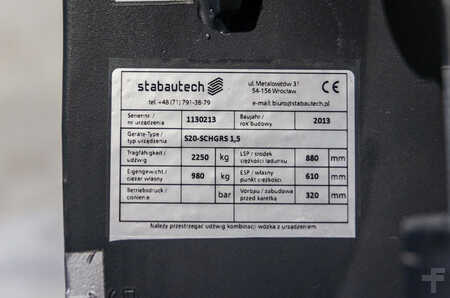 stabautech
ul. Metalowców 31
54-156 Wrocław
CE
tel. +48 (71) 791-38-79
e-mail: biuro@stabautech.pl
Seriennr./ nr urządzenia 1130213 Baujahr/ rok budowy 2013
Geräte-Type/ typ urządzenia S20-SCHGRS 1,5
Tragfähigkeit/ udźwig 2250 kg LSP / środek ciężkości ładunku 880 mm
Eigengewicht/ ciężar własny 980 kg ESP / własny punkt ciężkości 610 mm
Betriebsdruck/ ciśnienie bar Vorbau / zabudowa przed karetką 320 mm
Należy przestrzegać udźwig kombinacji wózka z urządzeniem